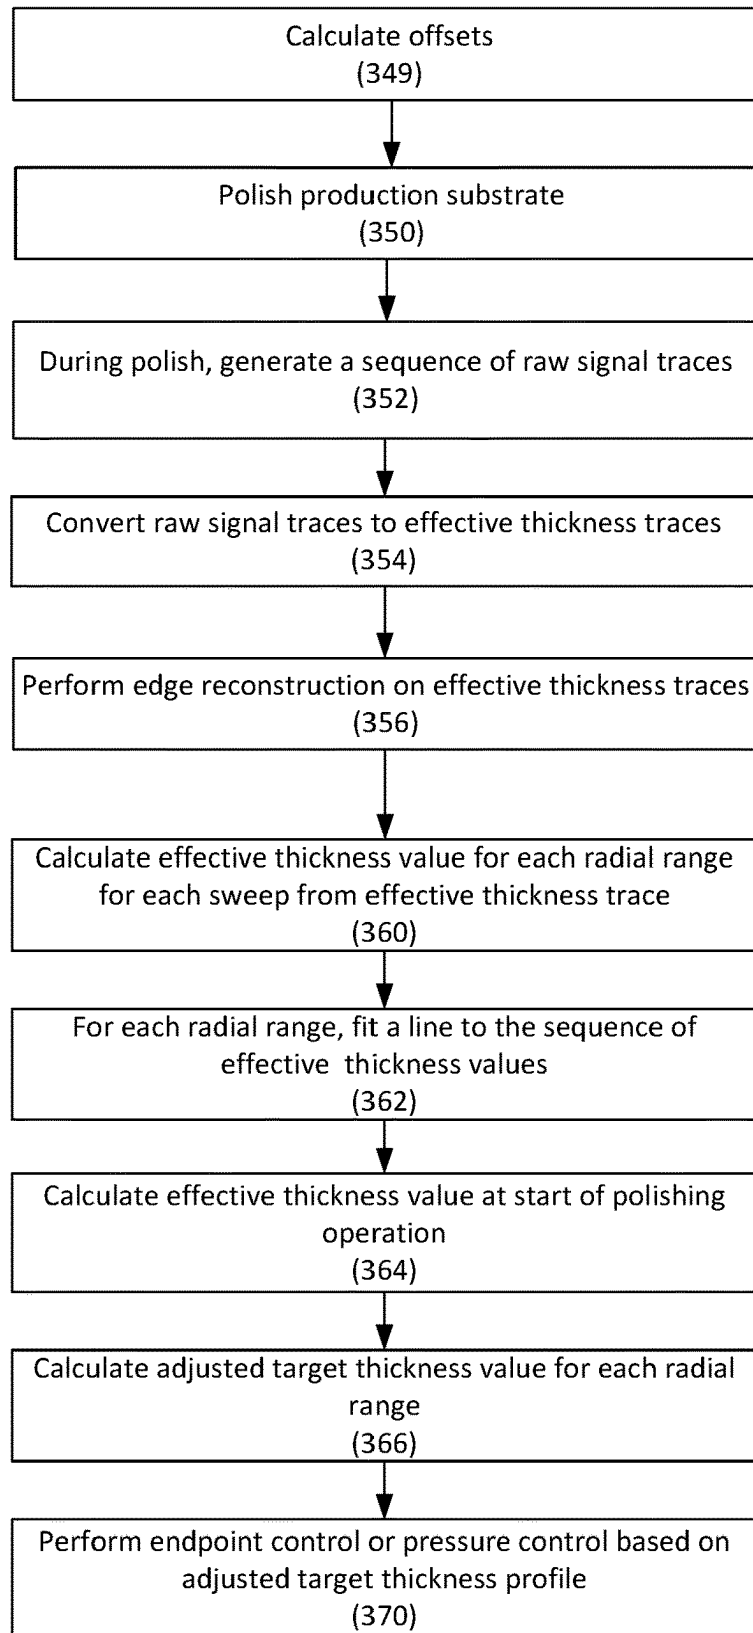 Calculate offsets
(349)
Polish production substrate
(350)
During polish, generate a sequence of raw signal traces
(352)
Convert raw signal traces to effective thickness traces
(354)
Perform edge reconstruction on effective thickness traces
(356)
Calculate effective thickness value for each radial range
for each sweep from effective thickness trace
(360)
For each radial range, fit a line to the sequence of
effective  thickness values
(362)
Calculate effective thickness value at start of polishing
operation
(364)
Calculate adjusted target thickness value for each radial
range
(366)
Perform endpoint control or pressure control based on
adjusted target thickness profile
(370)